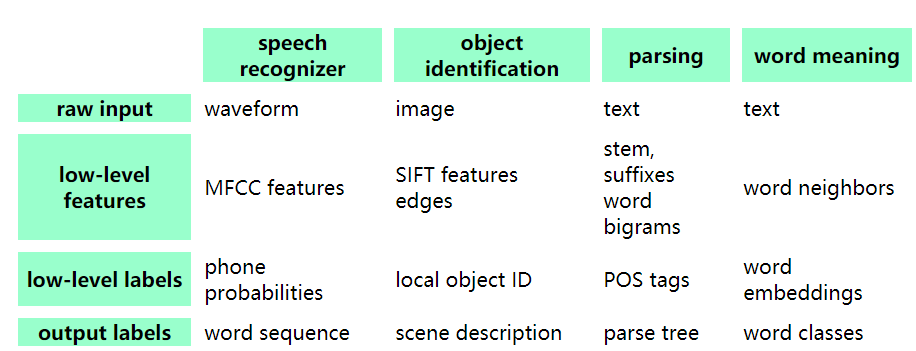 speech recognizer object identification parsing word meaning
raw input waveform image text text
low-level features MFCC features SIFT features edges stem, suffixes word bigrams word neighbors
low-level labels phone probabilities local object ID POS tags word embeddings
output labels word sequence scene description parse tree word classes